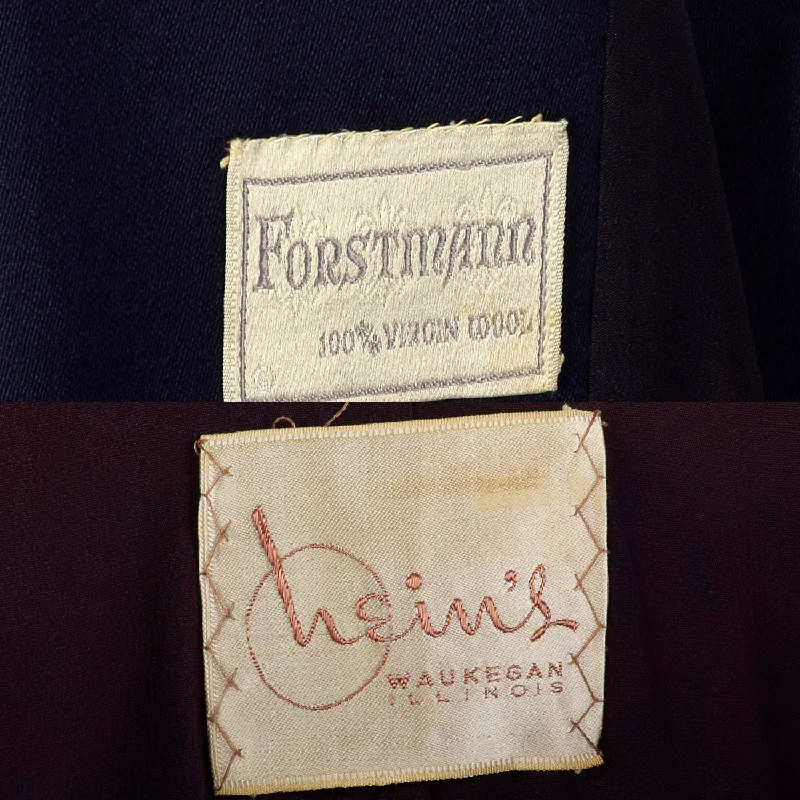 FORSTMANN
100% VIRGIN WOOL
hein's
WAUKEGAN
ILLINOIS